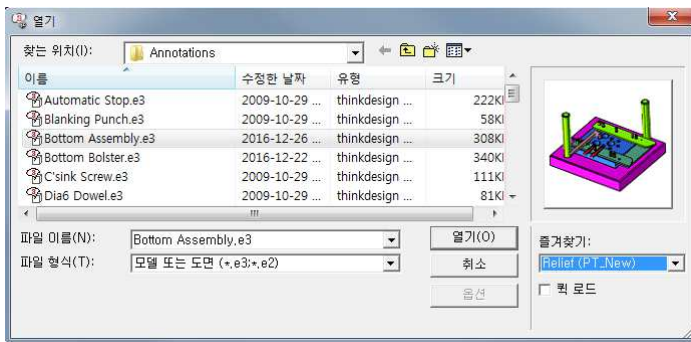 열기
찾는 위치(I): Annotations
이름 수정한 날짜 유형 크기
Automatic Stop.e3 2009-10-29 ... thinkdesign ... 222KI
Blanking Punch.e3 2009-10-29 ... thinkdesign ... 58KI
Bottom Assembly.e3 2016-12-26 ... thinkdesign ... 308KI
Bottom Bolster.e3 2016-12-22 ... thinkdesign ... 340KI
C'sink Screw.e3 2009-10-29 ... thinkdesign ... 111KI
Dia6 Dowel.e3 2009-10-29 ... thinkdesign ... 81KI
파일 이름(N): Bottom Assembly.e3 열기(O)
파일 형식(T): 모델 또는 도면 (*.e3;*.e2) 취소
옵션
즐겨찾기:
Relief (PT_New)
퀵 로드